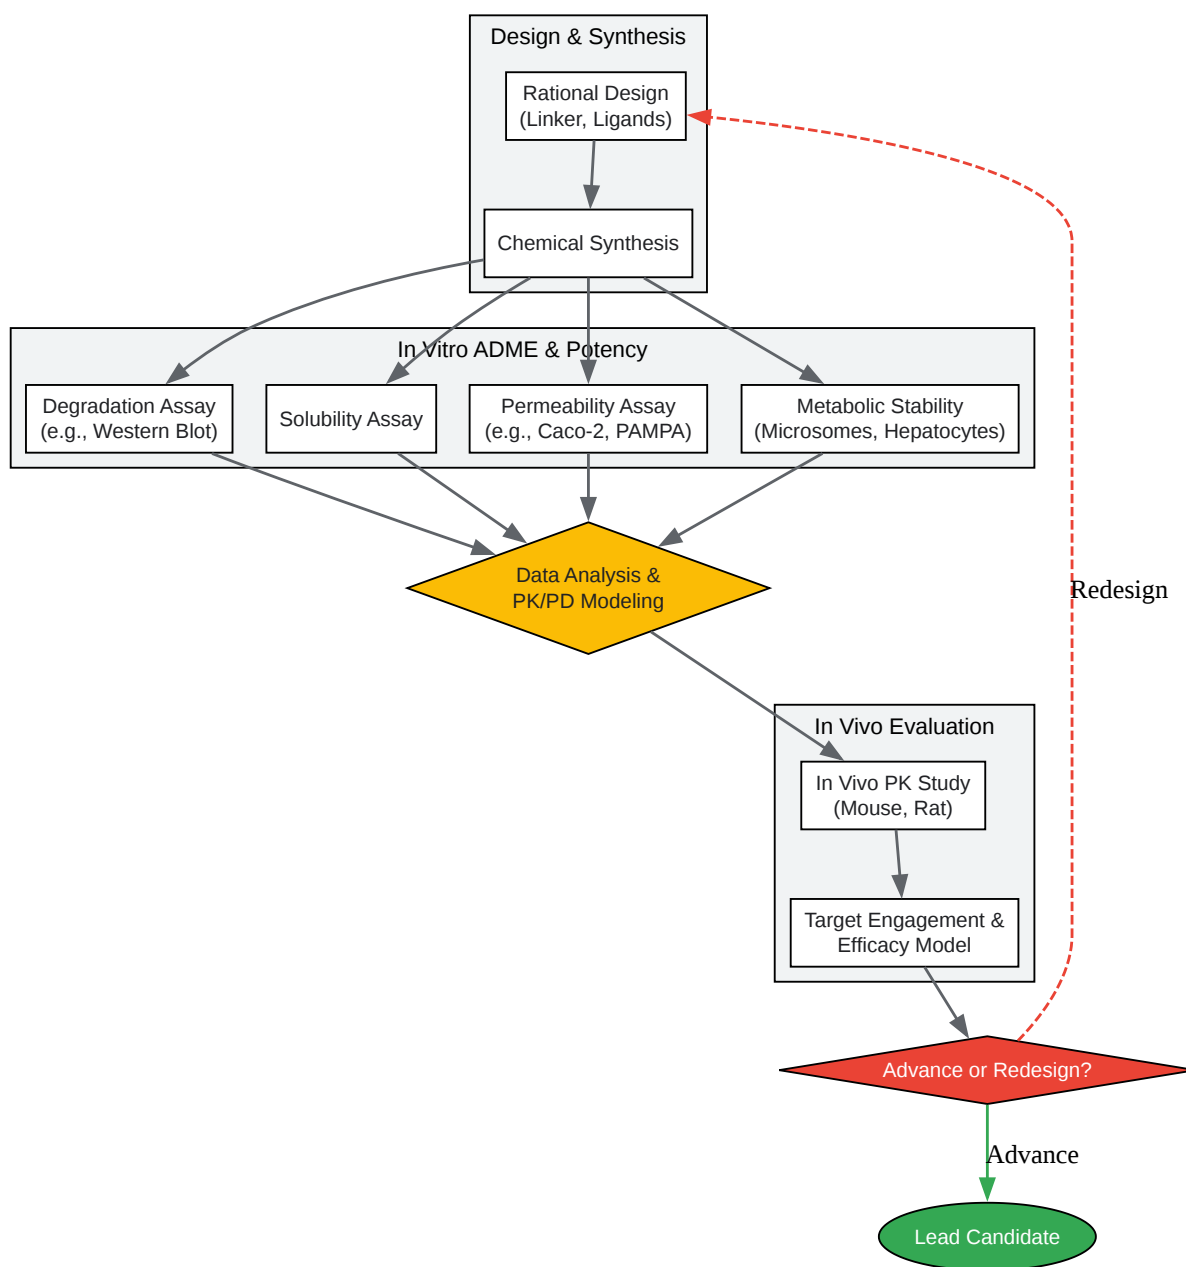 Design & Synthesis
Rational Design
(Linker, Ligands)
Chemical Synthesis
In Vitro ADME & Potency
Degradation Assay
(e.g., Western Blot)
Solubility Assay
Permeability Assay
(e.g., Caco-2, PAMPA)
Metabolic Stability
(Microsomes, Hepatocytes)
Data Analysis &
PK/PD Modeling
Redesign
In Vivo Evaluation
In Vivo PK Study
(Mouse, Rat)
Target Engagement &
Efficacy Model
Advance or Redesign?
Advance
Lead Candidate